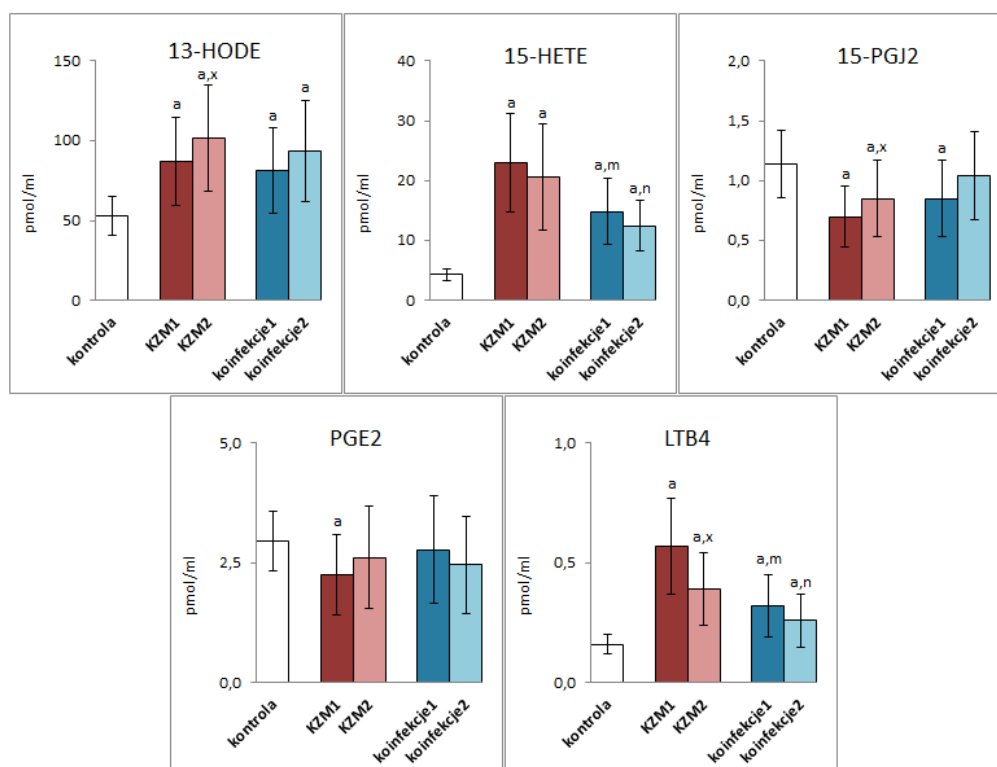 13-HODE
pmol/ml
150
100
50
0
a
a,x
a
a
kontrola
KZM1
KZM2
koinfekcje1
koinfekcje2
15-HETE
pmol/ml
40
30
20
10
0
a
a
a,m
a,n
kontrola
KZM1
KZM2
koinfekcje1
koinfekcje2
15-PGJ2
pmol/ml
2,0
1,5
1,0
0,5
0,0
a
a,x
a
kontrola
KZM1
KZM2
koinfekcje1
koinfekcje2
PGE2
pmol/ml
5,0
2,5
0,0
a
kontrola
KZM1
KZM2
koinfekcje1
koinfekcje2
LTB4
pmol/ml
1,0
0,5
0,0
a
a,x
a,m
a,n
kontrola
KZM1
KZM2
koinfekcje1
koinfekcje2